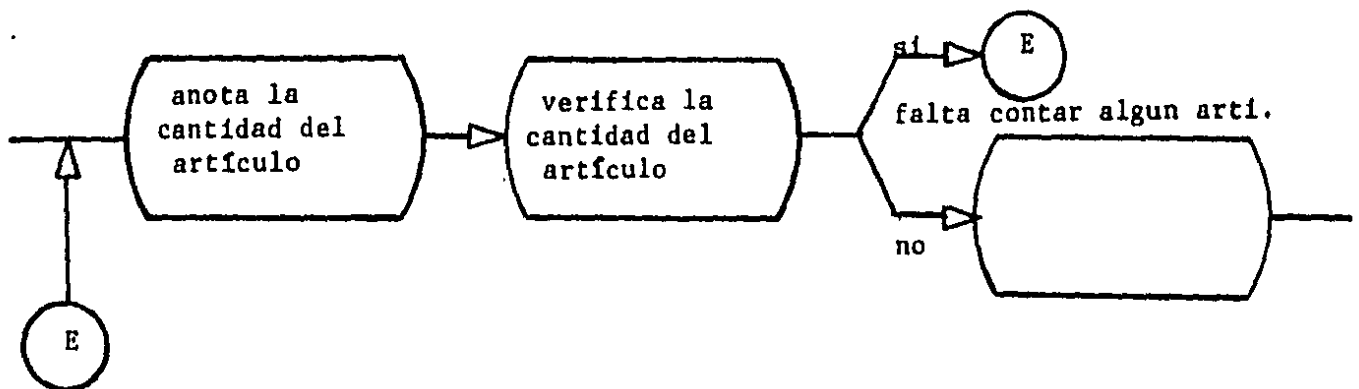 anota la
cantidad del
artículo
verifica la
cantidad del
artículo
si
E
falta contar algun arti.
no
E